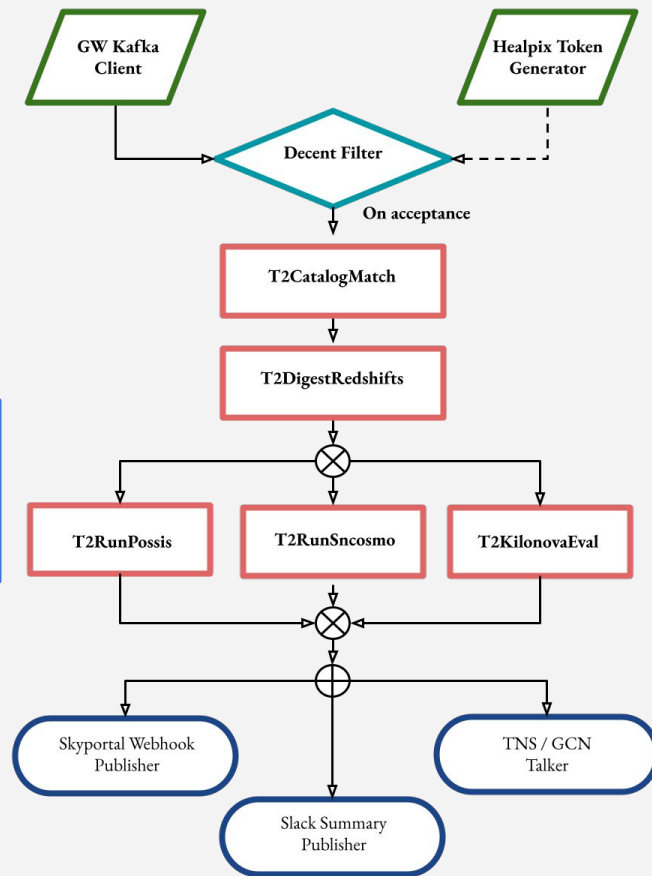 GW Kafka
Client
Healpix Token
Generator
Decent Filter
On acceptance
T2CatalogMatch
T2DigestRedshifts
T2RunPossis
T2RunSncosmo
T2KilonovaEval
Skyportal Webhook
Publisher
TNS / GCN
Talker
Slack Summary
Publisher